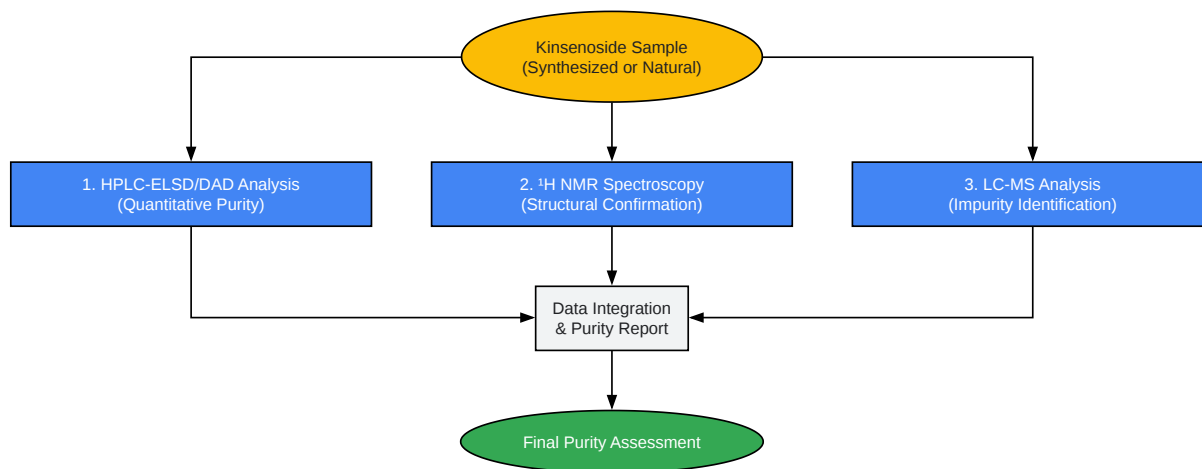 Kinsenoside Sample
(Synthesized or Natural)
1. HPLC-ELSD/DAD Analysis
(Quantitative Purity)
2. ¹H NMR Spectroscopy
(Structural Confirmation)
3. LC-MS Analysis
(Impurity Identification)
Data Integration
& Purity Report
Final Purity Assessment